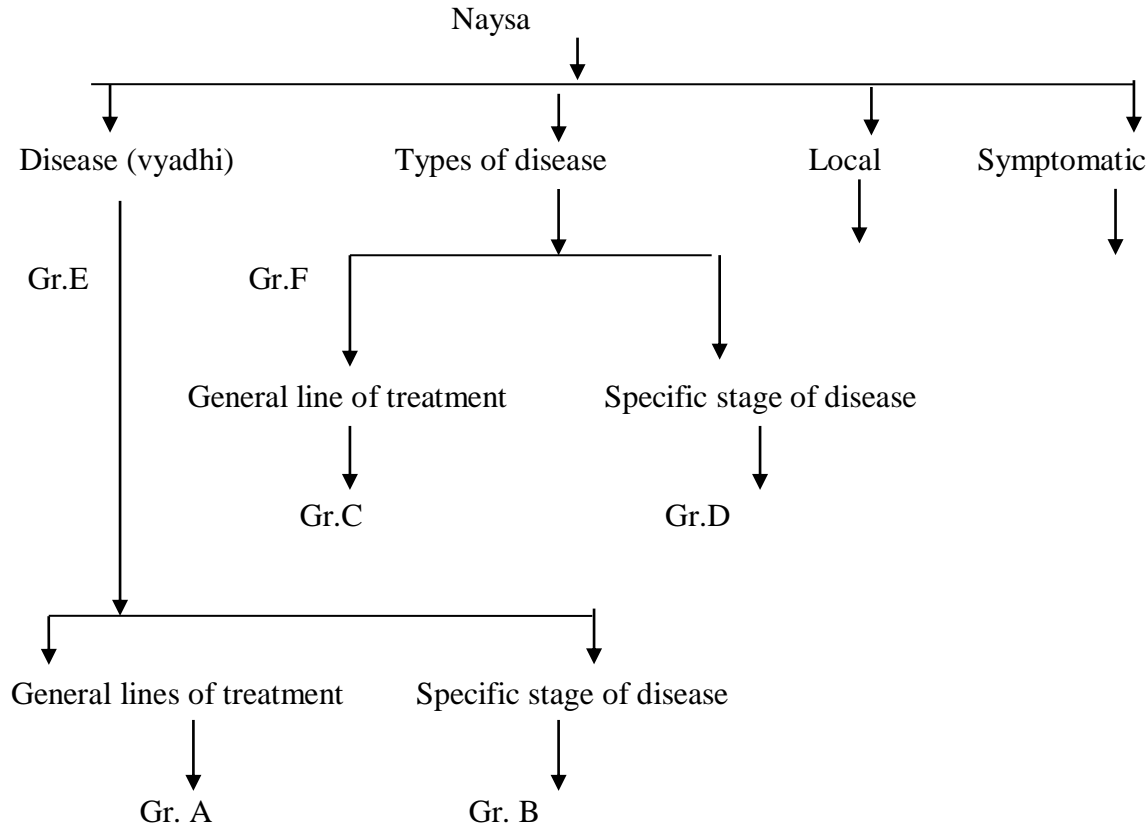 Naysa
Disease (vyadhi) Types of disease Local Symptomatic
Gr.E Gr.F
General line of treatment Specific stage of disease
Gr.C Gr.D
General lines of treatment Specific stage of disease
Gr. A Gr. B